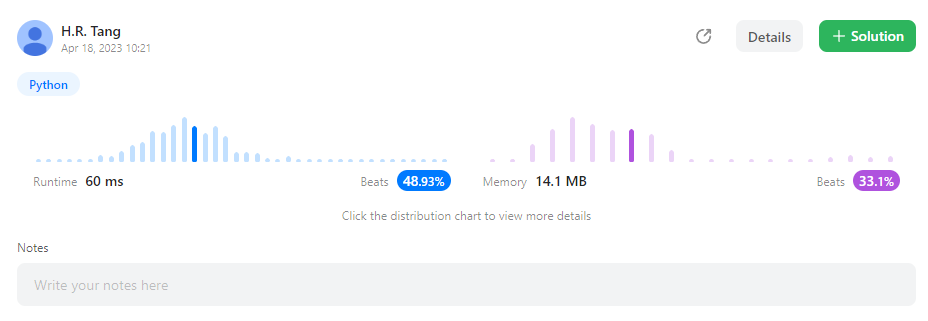 H.R. Tang
Apr 18, 2023 10:21
Details
Solution
Python
Runtime 60 ms Beats 48.93%
Memory 14.1 MB Beats 33.1%
Click the distribution chart to view more details
Notes
Write your notes here